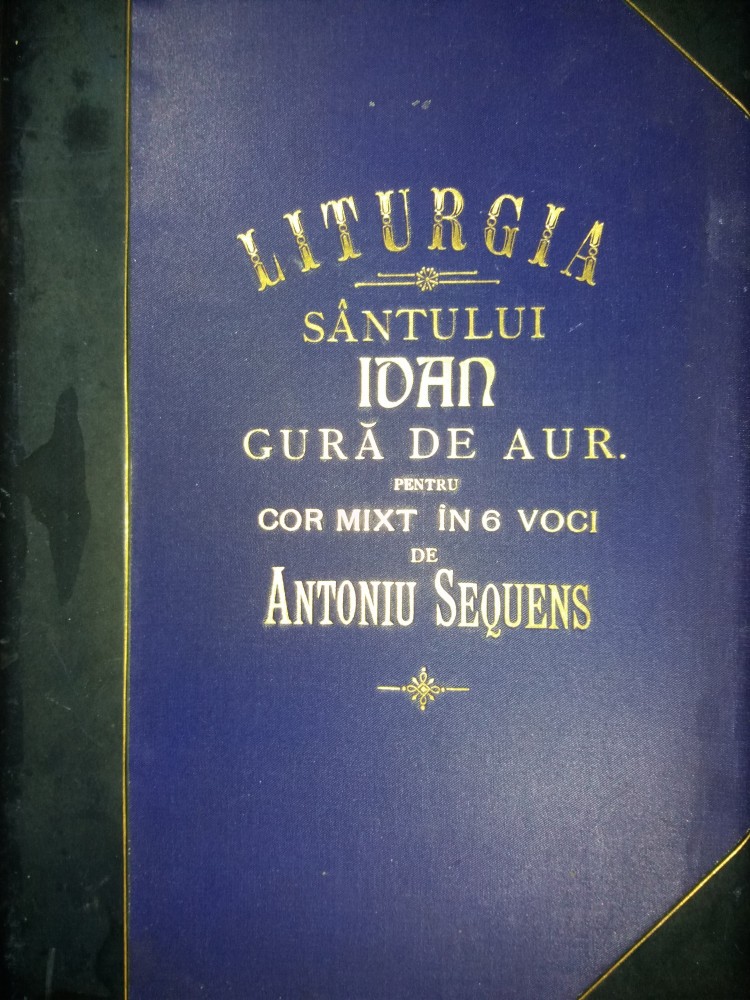 LITURGIA
SÂNTULUI
IOAN
GURĂ DE AUR.
PENTRU
COR MIXT ÎN 6 VOCI
DE
ANTONIU SEQUENS